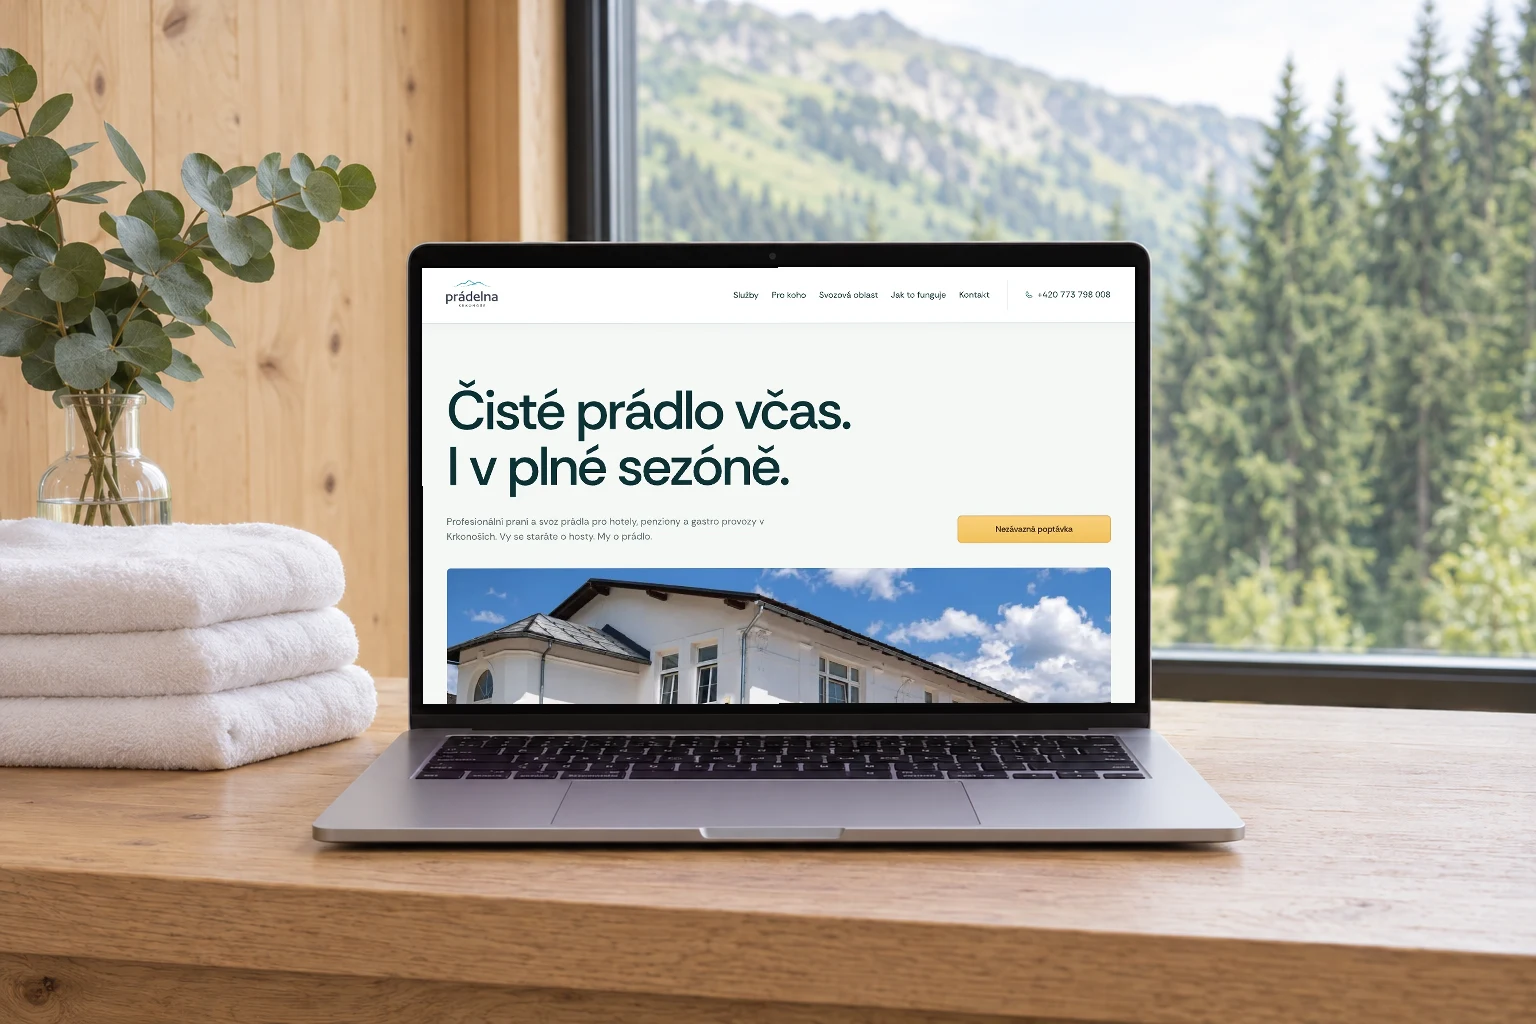 prádelna
KRKONOŠE
Služby Pro koho Svozová oblast Jak to funguje Kontakt +420 773 798 008
Čisté prádlo včas.
I v plné sezóně.
Profesionální praní a svoz prádla pro hotely, penziony a gastro provozy v
Krkonoších. Vy se staráte o hosty. My o prádlo.
Nezávazná poptávka